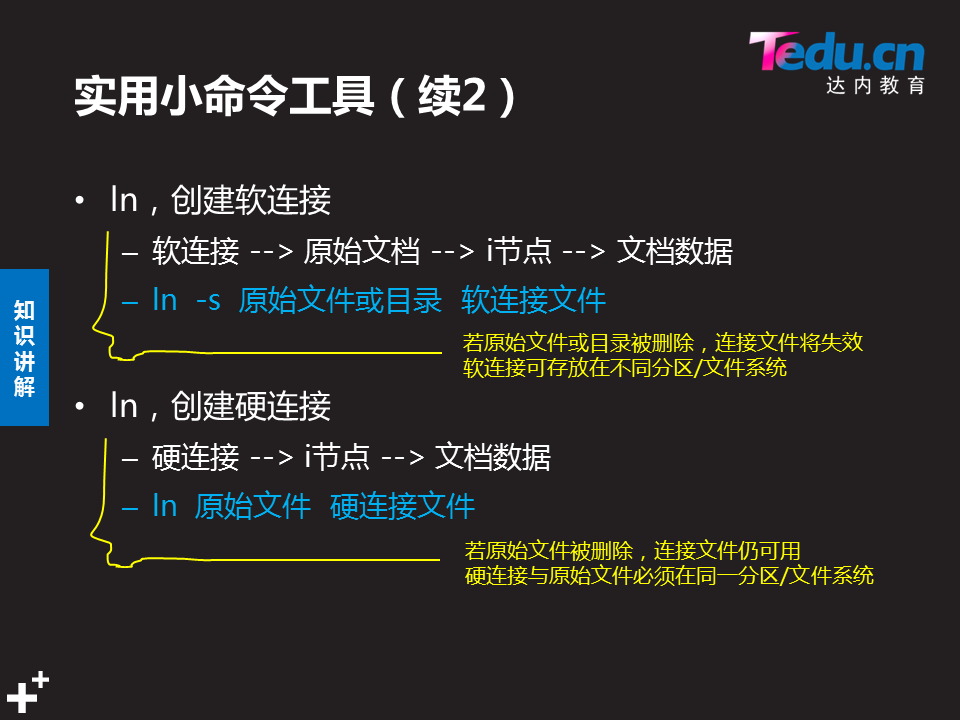 Tedu.cn
达内教育
实用小命令工具（续2）
• ln，创建软连接
– 软连接 --> 原始文档 --> i节点 --> 文档数据
– ln -s 原始文件或目录 软连接文件
若原始文件或目录被删除，连接文件将失效
软连接可存放在不同分区/文件系统
知识讲解
• ln，创建硬连接
– 硬连接 --> i节点 --> 文档数据
– ln 原始文件 硬连接文件
若原始文件被删除，连接文件仍可用
硬连接与原始文件必须在同一分区/文件系统